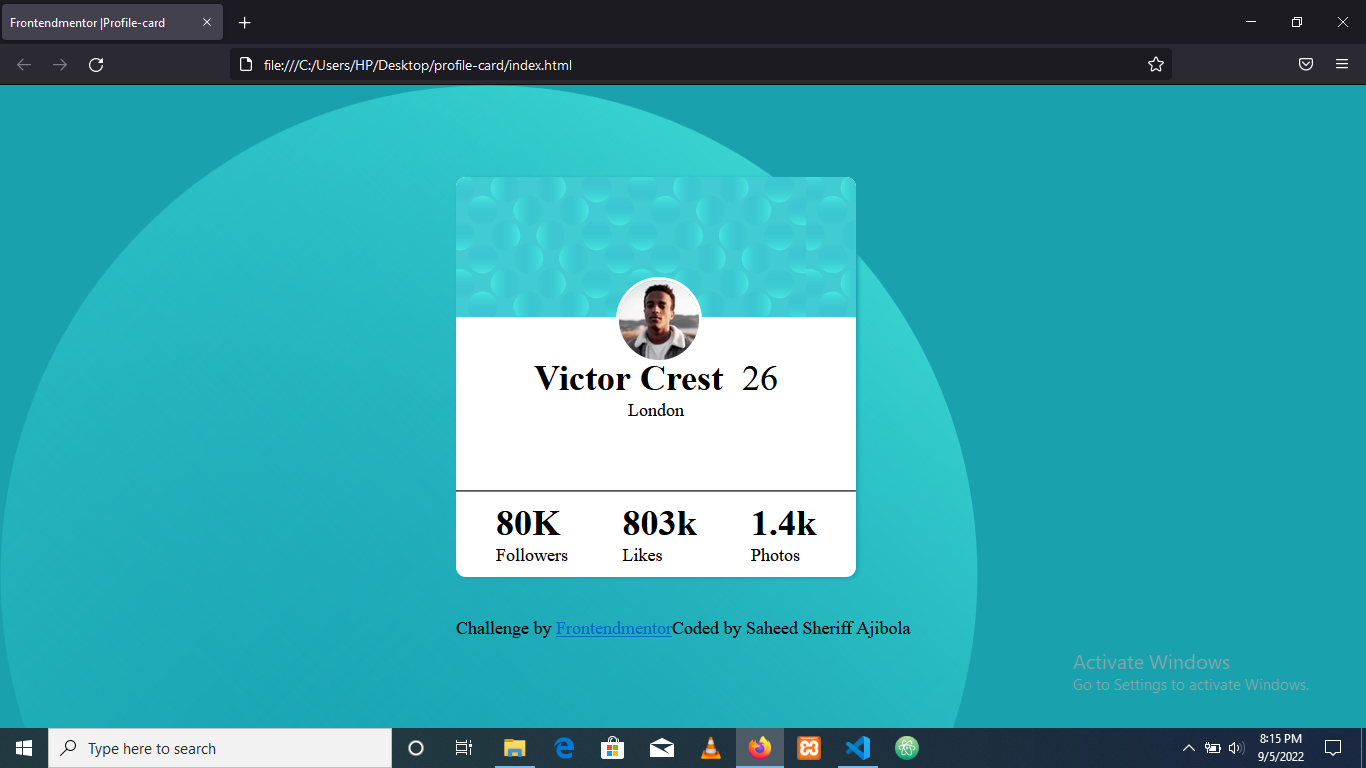 Frontendmentor |Profile-card
file:///C:/Users/HP/Desktop/profile-card/index.html
Victor Crest 26
London
80K 803k 1.4k
Followers Likes Photos
Challenge by FrontendmentorCoded by Saheed Sheriff Ajibola
Activate Windows
Go to Settings to activate Windows.
Type here to search
8:15 PM
9/5/2022